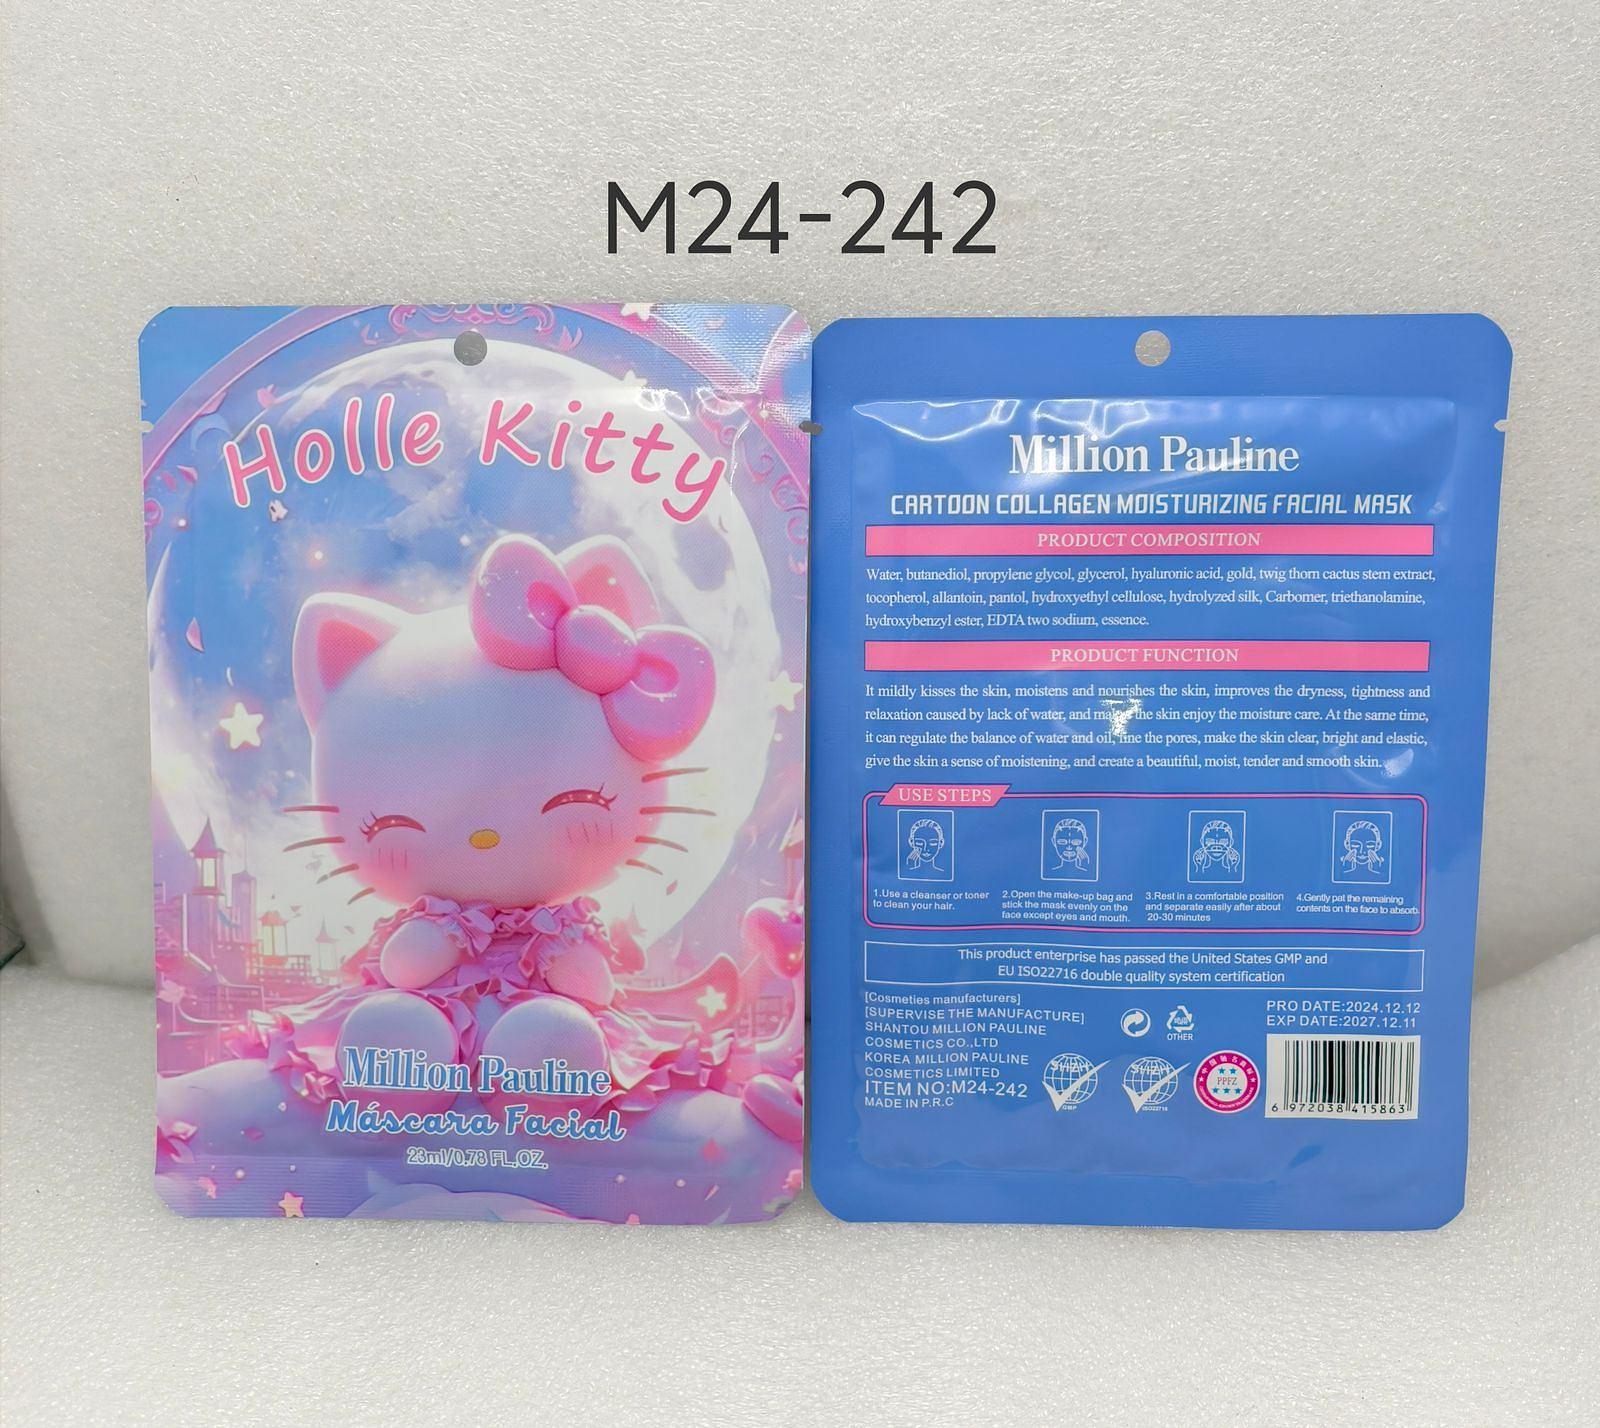 M24-242
Holle Kitty
Million Pauline
Máscara Facial
23ml/0.78 FL.OZ.
Million Pauline
CARTOON COLLAGEN MOISTURIZING FACIAL MASK
PRODUCT COMPOSITION
Water, butanediol, propylene glycol, glycerol, hyaluronic acid, gold, twig thorn cactus stem extract,
tocopherol, allantoin, pantol, hydroxyethyl cellulose, hydrolyzed silk, Carbomer, triethanolamine,
hydroxybenzyl ester, EDTA two sodium, essence.
PRODUCT FUNCTION
It mildly kisses the skin, moistens and nourishes the skin, improves the dryness, tightness and
relaxation caused by lack of water, and the skin enjoy the moisture care. At the same time,
it can regulate the balance of water and oil, the pores, make the skin clear, bright and elastic,
give the skin a sense of moistening, and create a beautiful, moist, tender and smooth skin.
USE STEPS
1.Use a cleanser or toner
to clean your hair.
2.Open the make-up bag and
stick the mask evenly on the
face except eyes and mouth.
3.Rest in a comfortable position
and separate easily after about
20-30 minutes
4.Gently pat the remaining
contents on the face to absorb.
This product enterprise has passed the United States GMP and
EU ISO22716 double quality system certification
[Cosmeties manufacturers]
[SUPERVISE THE MANUFACTURE]
SHANTOU MILLION PAULINE
COSMETICS CO.,LTD
KOREA MILLION PAULINE
COSMETICS LIMITED
ITEM NO:M24-242
MADE IN P.R.C
OTHER
GMP
ISO22716
PPFZ
PRO DATE:2024.12.12
EXP DATE:2027.12.11
6 972038 415863